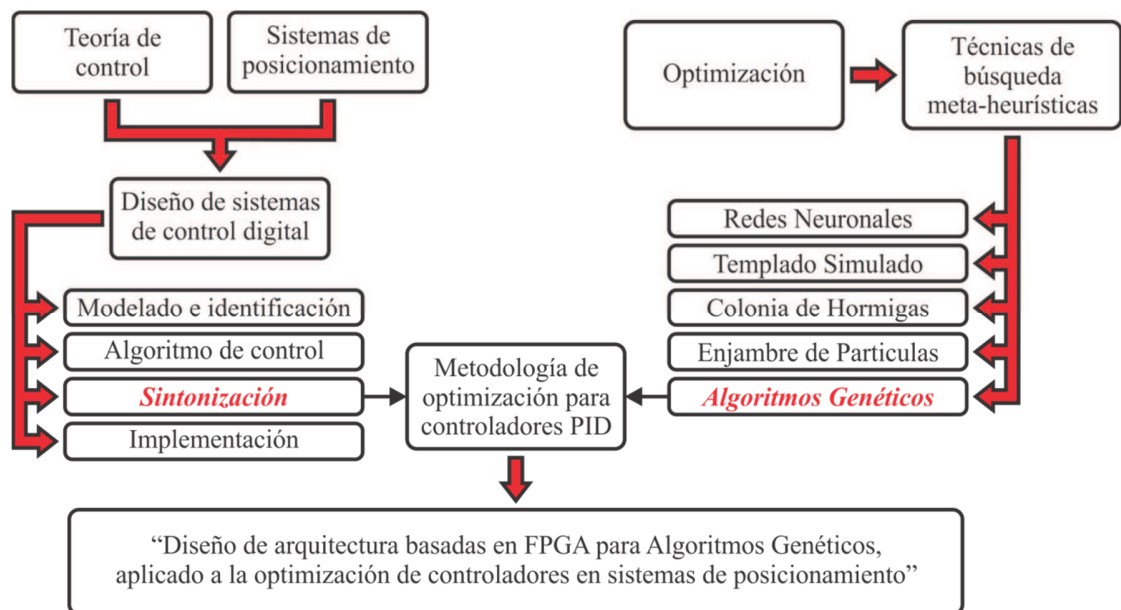 Teoría de
control
Sistemas de
posicionamiento
Diseño de sistemas
de control digital
Modelado e identificación
Algoritmo de control
Sintonización
Implementación
Optimización
Técnicas de
búsqueda
meta-heurísticas
Redes Neuronales
Templado Simulado
Colonia de Hormigas
Enjambre de Particulas
Algoritmos Genéticos
Metodología de
optimización para
controladores PID
“Diseño de arquitectura basadas en FPGA para Algoritmos Genéticos,
aplicado a la optimización de controladores en sistemas de posicionamiento”